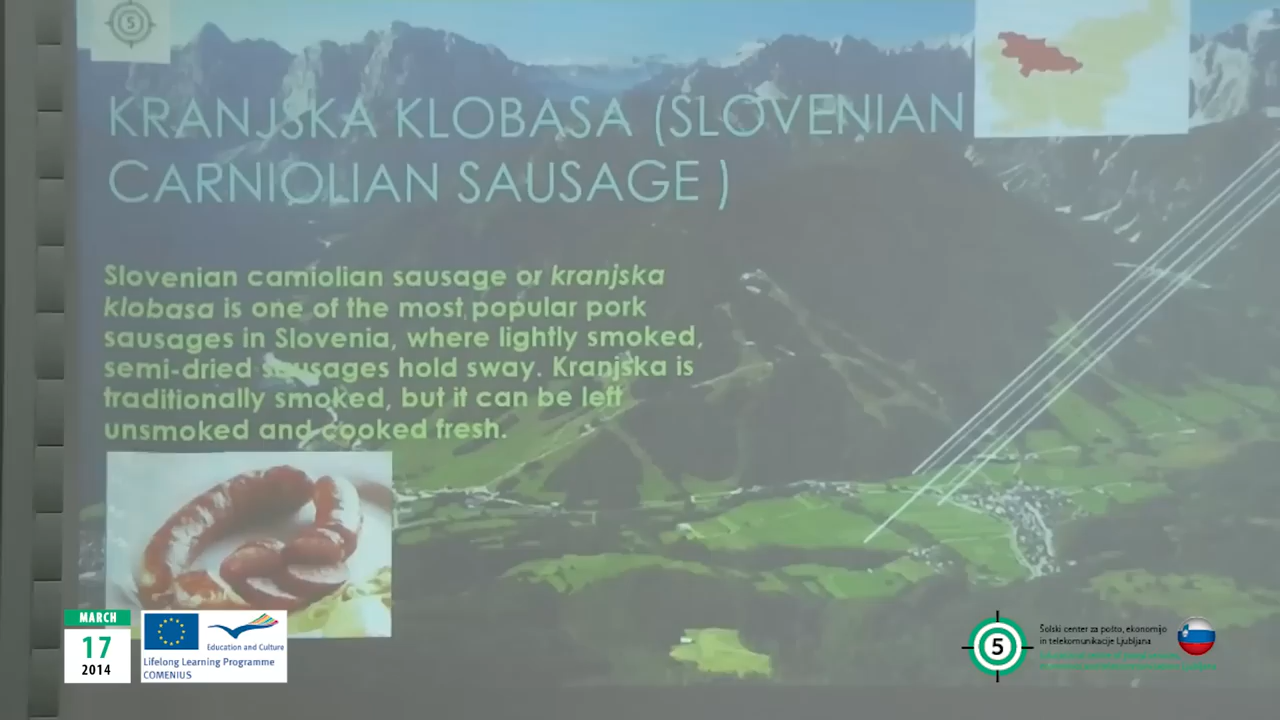 5
KRANJSKA KLOBASA (SLOVENIAN
CARNIOLIAN SAUSAGE )
Slovenian camiolian sausage or kranjska
klobasa is one of the most popular pork
sausages in Slovenia, where lightly smoked,
semi-dried sausages hold sway. Kranjska is
traditionally smoked, but it can be left
unsmoked and cooked fresh.
MARCH
17
2014
Education and Culture
Lifelong Learning Programme
COMENIUS
5
Šolski center za pošto, ekonomijo
in telekomunikacije Ljubljana